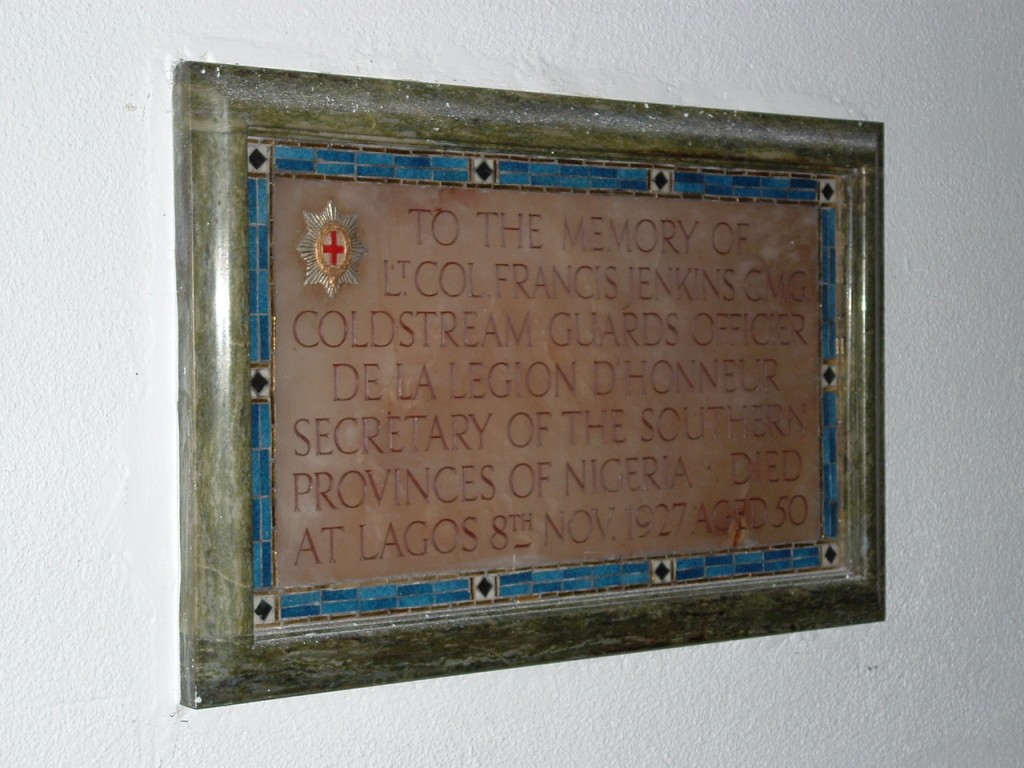 TO THE MEMORY OF
LT. COL. FRANCIS JENKINS C.M.G.
COLDSTREAM GUARDS OFFICIER
DE LA LEGION D'HONNEUR
SECRETARY OF THE SOUTHERN
PROVINCES OF NIGERIA · DIED
AT LAGOS 8TH NOV. 1927 AGED 50